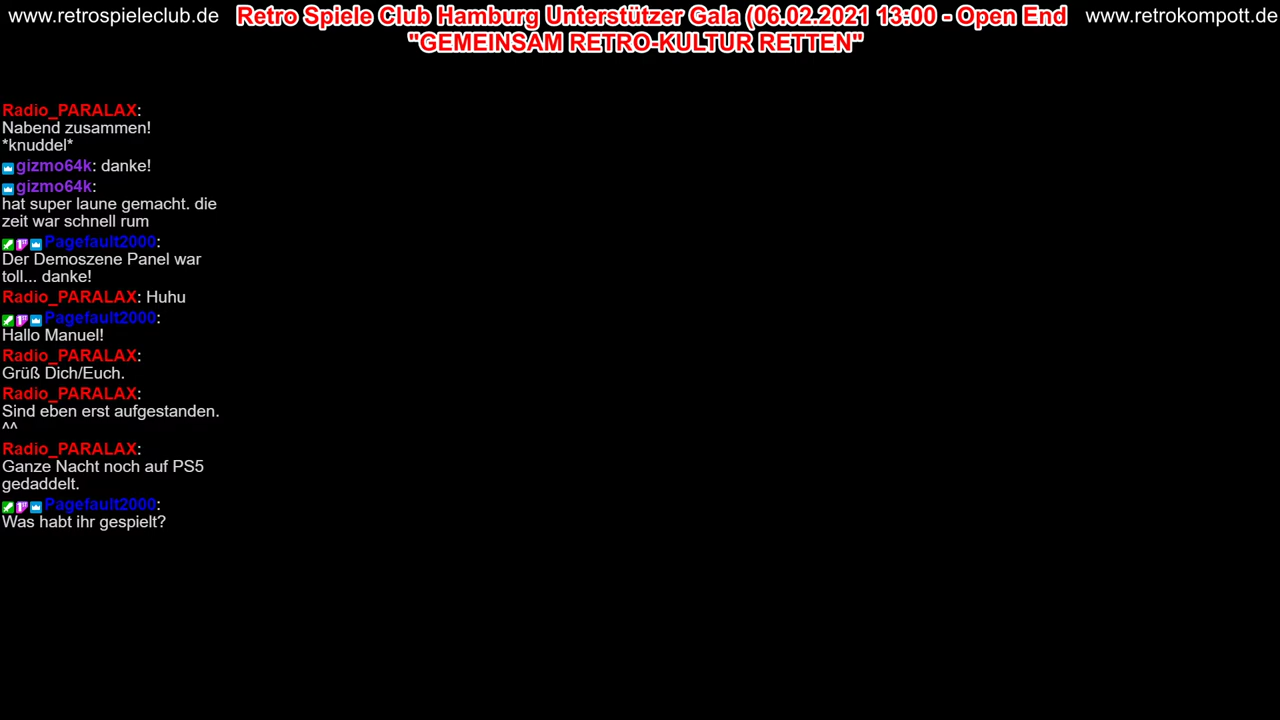 www.retrospieleclub.de
Retro Spiele Club Hamburg Unterstützer Gala (06.02.2021 13:00 - Open End
www.retrokompott.de
"GEMEINSAM RETRO-KULTUR RETTEN"
Radio_PARALAX:
Nabend zusammen!
*knuddel*
gizmo64k: danke!
gizmo64k:
hat super laune gemacht. die
zeit war schnell rum
Pagefault2000:
Der Demoszene Panel war
toll... danke!
Radio_PARALAX: Huhu
Pagefault2000:
Hallo Manuel!
Radio_PARALAX:
Grüß Dich/Euch.
Radio_PARALAX:
Sind eben erst aufgestanden.
^^
Radio_PARALAX:
Ganze Nacht noch auf PS5
gedaddelt.
Pagefault2000:
Was habt ihr gespielt?